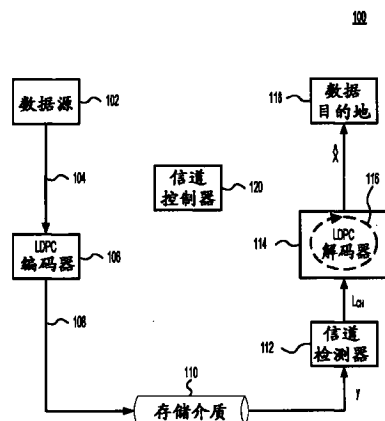 100
数据源
102
104
LDPC
编码器
106
108
110
存储介质
信道
控制器
120
118
数据
目的地
X̂
116
114
LDPC
解码器
L_CH
112
信道
检测器
Y